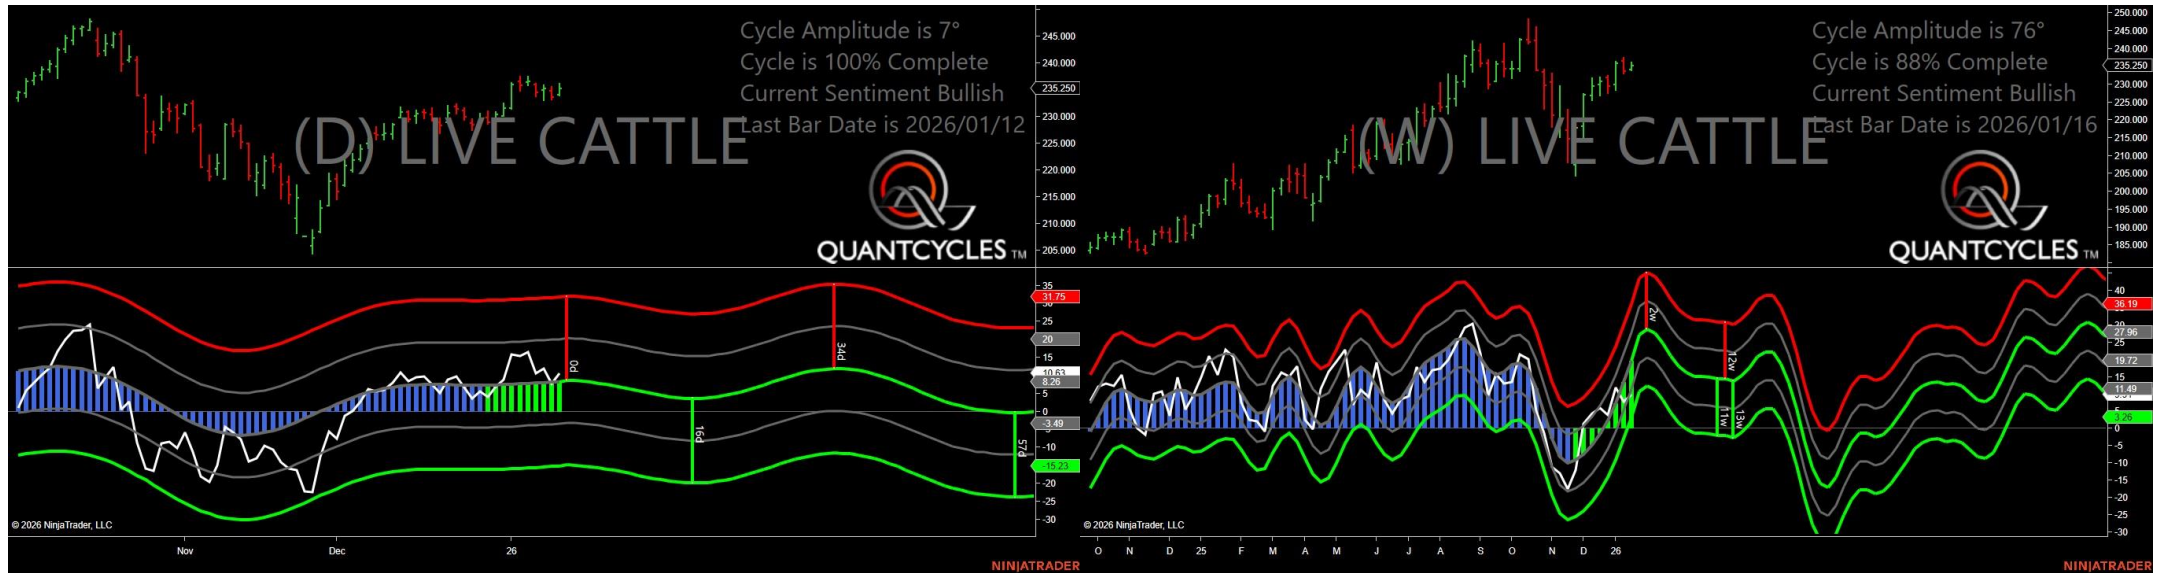 Cycle Amplitude is 7°
Cycle is 100% Complete
Current Sentiment Bullish
Last Bar Date is 2026/01/12
(D) LIVE CATTLE
QUANTCYCLES TM
245.000
240.000
235.250
230.000
225.000
220.000
215.000
210.000
205.000
35
31.75
25
20
15
10.63
8.26
5
0
-3.49
-10
-15.23
-20
-25
-30
0d
16d
34d
57d
© 2026 NinjaTrader, LLC
Nov
Dec
26
NINJATRADER
Cycle Amplitude is 76°
Cycle is 88% Complete
Current Sentiment Bullish
Last Bar Date is 2026/01/16
(W) LIVE CATTLE
QUANTCYCLES TM
250.000
245.000
240.000
235.250
230.000
225.000
220.000
215.000
210.000
205.000
200.000
195.000
190.000
185.000
40
36.19
27.96
25
19.72
15
11.49
3.26
0
-5
-10
-15
-20
-25
-30
2w
12w
11w
13w
© 2026 NinjaTrader, LLC
O
N
D
25
F
M
A
M
J
J
A
S
O
N
D
26
NINJATRADER